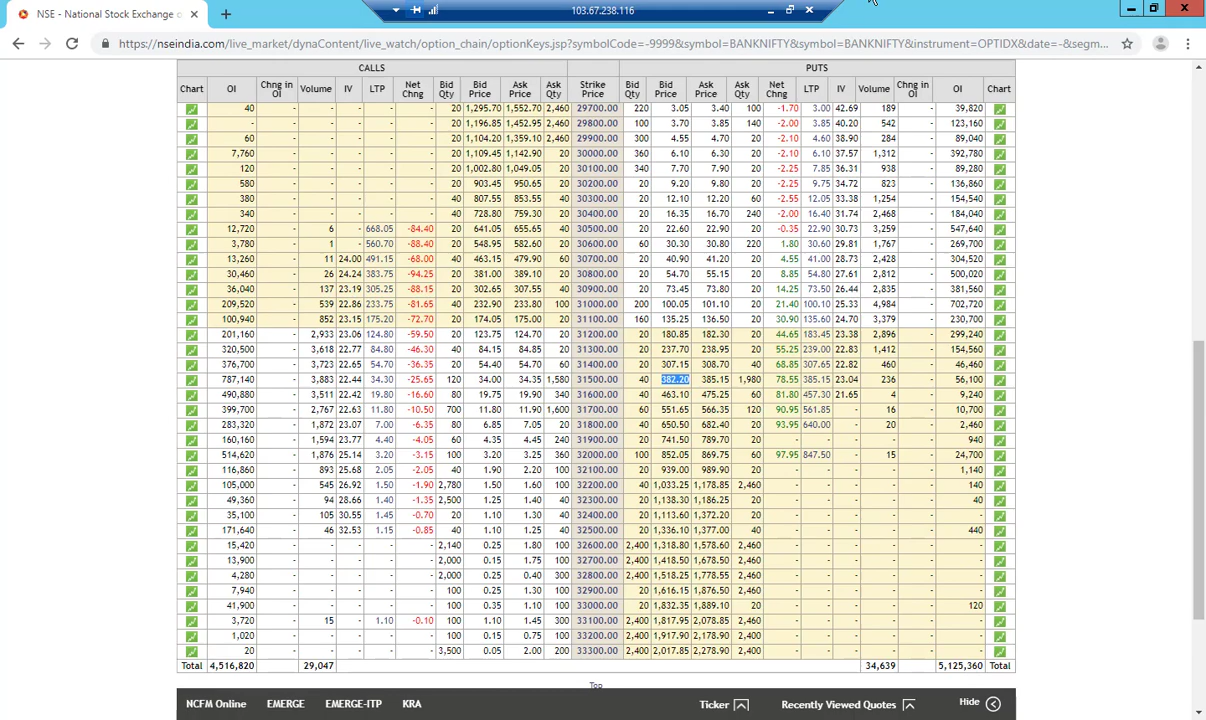 NSE - National Stock Exchange o
103.67.238.116
https://nseindia.com/live_market/dynaContent/live_watch/option_chain/optionKeys.jsp?symbolCode=-9999&symbol=BANKNIFTY&symbol=BANKNIFTY&instrument=OPTIDX&date=-&segm...
CALLS PUTS
Chart OI Chng in OI Volume IV LTP Net Chng Bid Qty Bid Price Ask Price Ask Qty Strike Price Bid Qty Bid Price Ask Price Ask Qty Net Chng LTP IV Volume Chng in OI OI Chart
40 - - - - - 20 1,295.70 1,552.70 2,460 29700.00 220 3.05 3.40 100 -1.70 3.00 42.69 189 - 39,820
- - - - - - 20 1,196.85 1,452.95 2,460 29800.00 100 3.70 3.85 140 -2.00 3.85 40.20 542 - 123,160
60 - - - - - 20 1,104.20 1,359.10 2,460 29900.00 300 4.55 4.70 20 -2.10 4.60 38.90 284 - 89,040
7,760 - - - - - 20 1,109.45 1,142.90 20 30000.00 360 6.10 6.30 20 -2.10 6.10 37.57 1,312 - 392,780
120 - - - - - 20 1,002.80 1,049.05 20 30100.00 340 7.70 7.90 20 -2.25 7.85 36.31 938 - 89,280
580 - - - - - 20 903.45 950.65 20 30200.00 20 9.20 9.80 20 -2.25 9.75 34.72 823 - 136,860
380 - - - - - 20 807.55 853.55 40 30300.00 20 12.10 12.20 60 -2.55 12.05 33.38 1,254 - 154,540
340 - - - - - 20 728.80 759.30 20 30400.00 20 16.35 16.70 240 -2.00 16.40 31.74 2,468 - 184,040
12,720 - 6 - 668.05 -84.40 20 641.05 655.65 40 30500.00 20 22.60 22.90 20 -0.35 22.90 30.73 3,259 - 547,640
3,780 - 1 - 560.70 -88.40 20 548.95 582.60 20 30600.00 60 30.30 30.80 220 1.80 30.60 29.81 1,767 - 269,700
13,260 - 11 24.00 491.15 -68.00 20 463.15 479.90 60 30700.00 20 40.90 41.20 20 4.55 41.00 28.73 2,428 - 304,520
30,460 - 26 24.24 383.75 -94.25 20 381.00 389.10 20 30800.00 20 54.70 55.15 20 8.85 54.80 27.61 2,812 - 500,020
36,040 - 137 23.19 305.25 -88.15 20 302.65 307.55 40 30900.00 20 73.45 73.80 20 14.25 73.50 26.44 2,835 - 381,560
209,520 - 539 22.86 233.75 -81.65 40 232.90 233.80 100 31000.00 200 100.05 101.10 20 21.40 100.10 25.33 4,984 - 702,720
100,940 - 852 23.15 175.20 -72.70 20 174.05 175.00 20 31100.00 160 135.25 136.50 20 30.90 135.60 24.70 3,379 - 230,700
201,160 - 2,933 23.06 124.80 -59.50 20 123.75 124.70 20 31200.00 20 180.85 182.30 20 44.65 183.45 23.38 2,896 - 299,240
320,500 - 3,618 22.77 84.80 -46.30 40 84.15 84.85 20 31300.00 20 237.70 238.95 20 55.25 239.00 22.83 1,412 - 154,560
376,400 - 3,723 22.65 54.70 -36.35 20 54.40 54.70 60 31400.00 20 307.15 308.70 40 68.85 307.65 22.82 460 - 46,460
787,140 - 3,883 22.44 34.30 -25.65 120 34.00 34.35 1,580 31500.00 40 382.20 385.15 1,980 78.55 385.15 23.04 236 - 56,100
490,880 - 3,511 22.42 19.80 -16.60 80 19.75 19.90 340 31600.00 40 463.10 475.25 20 81.80 457.30 21.65 4 - 9,240
399,700 - 2,767 22.63 11.80 -10.50 700 11.80 11.90 1,600 31700.00 60 551.65 566.35 120 90.95 561.85 - 16 - 10,700
283,320 - 1,872 23.07 7.00 -6.35 80 6.85 7.05 20 31800.00 40 650.50 682.40 20 93.95 640.00 - 20 - 2,460
160,160 - 1,594 23.77 4.40 -4.05 60 4.35 4.45 240 31900.00 20 741.50 789.70 20 - - - - - 940
514,620 - 1,876 25.14 3.20 -3.15 100 3.20 3.25 360 32000.00 100 852.05 869.75 60 97.95 847.50 - 15 - 24,700
116,860 - 893 25.68 2.05 -2.05 40 1.90 2.20 100 32100.00 20 939.00 989.90 20 - - - - - 1,140
105,000 - 545 26.92 1.50 -1.90 2,780 1.50 1.60 100 32200.00 40 1,033.25 1,178.85 2,460 - - - - - 140
49,360 - 94 28.66 1.40 -1.35 2,500 1.25 1.40 40 32300.00 20 1,138.30 1,186.25 20 - - - - - 40
35,100 - 105 30.55 1.45 -0.70 20 1.10 1.30 40 32400.00 20 1,113.60 1,372.20 20 - - - - - -
171,640 - 46 32.53 1.15 -0.85 40 1.10 1.25 40 32500.00 20 1,336.10 1,377.00 40 - - - - - 440
15,420 - - - - - 2,140 0.25 1.80 100 32600.00 2,400 1,318.80 1,578.60 2,460 - - - - - -
13,900 - - - - - 2,000 0.25 1.75 100 32700.00 2,400 1,418.50 1,678.50 2,460 - - - - - -
4,280 - - - - - 2,000 0.25 0.40 300 32800.00 2,400 1,518.25 1,778.55 2,460 - - - - - -
7,940 - - - - - 100 0.25 1.30 100 32900.00 20 1,616.15 1,876.50 2,460 - - - - - -
41,900 - - - - - 100 0.35 1.10 100 33000.00 20 1,832.35 1,889.10 20 - - - - - 120
3,720 - 15 - 1.10 -0.10 100 1.10 1.45 300 33100.00 2,400 1,817.95 2,078.85 2,460 - - - - - -
1,020 - - - - - 100 0.15 0.75 100 33200.00 2,400 1,917.90 2,178.90 2,400 - - - - - -
20 - - - - - 3,500 0.05 2.00 200 33300.00 2,400 2,017.85 2,278.90 2,400 - - - - - -
Total 4,516,820 29,047 34,639 5,125,360 Total
Top
NCFM Online EMERGE EMERGE-ITP KRA Ticker Recently Viewed Quotes Hide